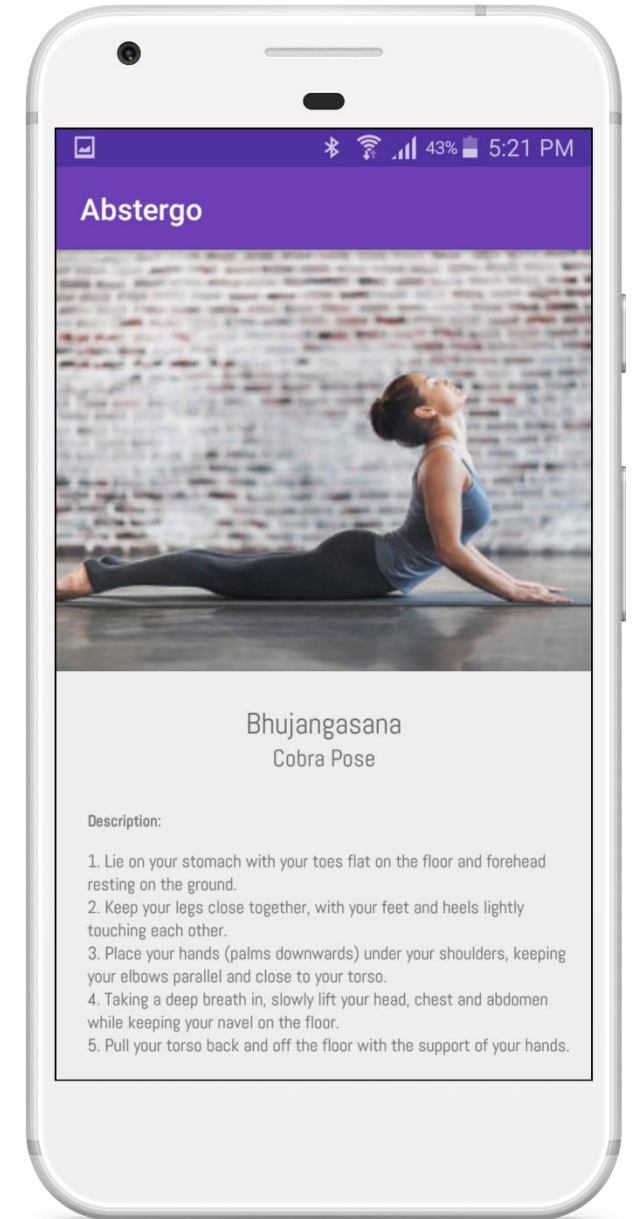 43% 5:21 PM
Abstergo
Bhujangasana
Cobra Pose
Description:
1. Lie on your stomach with your toes flat on the floor and forehead
resting on the ground.
2. Keep your legs close together, with your feet and heels lightly
touching each other.
3. Place your hands (palms downwards) under your shoulders, keeping
your elbows parallel and close to your torso.
4. Taking a deep breath in, slowly lift your head, chest and abdomen
while keeping your navel on the floor.
5. Pull your torso back and off the floor with the support of your hands.